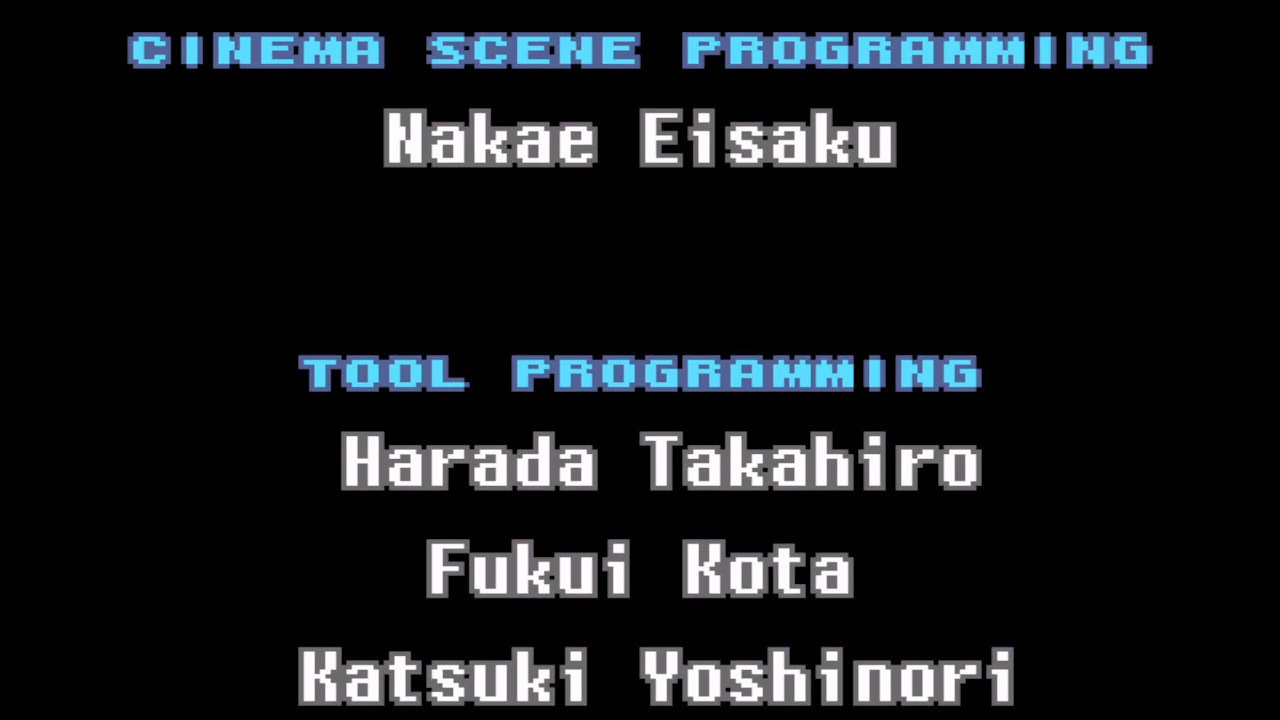 CINEMA SCENE PROGRAMMING
Nakae Eisaku
TOOL PROGRAMMING
Harada Takahiro
Fukui Kota
Katsuki Yoshinori